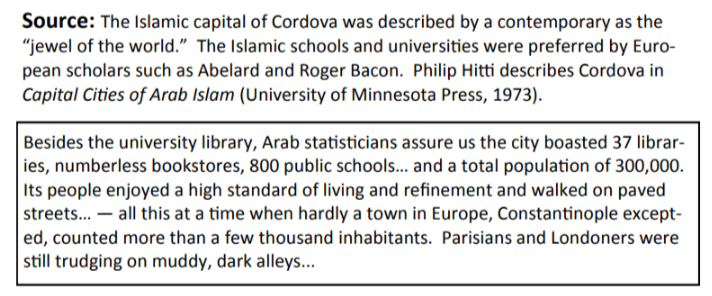 Source: The Islamic capital of Cordova was described by a contemporary as the
“jewel of the world.”  The Islamic schools and universities were preferred by Euro-
pean scholars such as Abelard and Roger Bacon.  Philip Hitti describes Cordova in
Capital Cities of Arab Islam (University of Minnesota Press, 1973).
Besides the university library, Arab statisticians assure us the city boasted 37 librar-
ies, numberless bookstores, 800 public schools... and a total population of 300,000.
Its people enjoyed a high standard of living and refinement and walked on paved
streets... — all this at a time when hardly a town in Europe, Constantinople except-
ed, counted more than a few thousand inhabitants.  Parisians and Londoners were
still trudging on muddy, dark alleys...